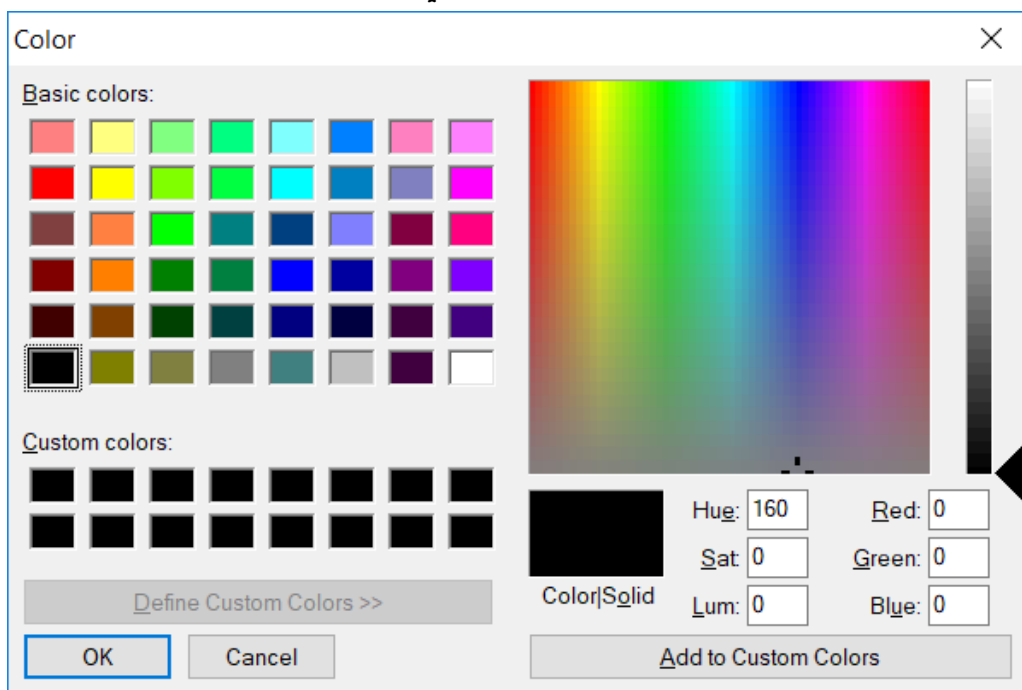 Color
Basic colors:
Custom colors:
Define Custom Colors >>
OK
Cancel
Color|Solid
Hue: 160
Sat: 0
Lum: 0
Red: 0
Green: 0
Blue: 0
Add to Custom Colors